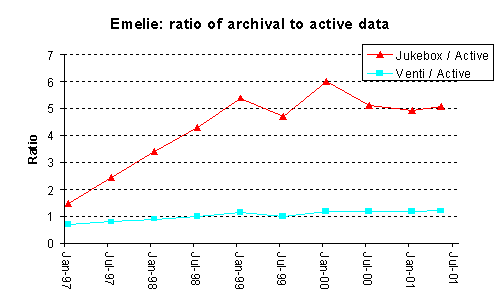 Emelie: ratio of archival to active data
Jukebox / Active
Venti / Active
Ratio
7
6
5
4
3
2
1
0
Jan-97
Jul-97
Jan-98
Jul-98
Jan-99
Jul-99
Jan-00
Jul-00
Jan-01
Jul-01